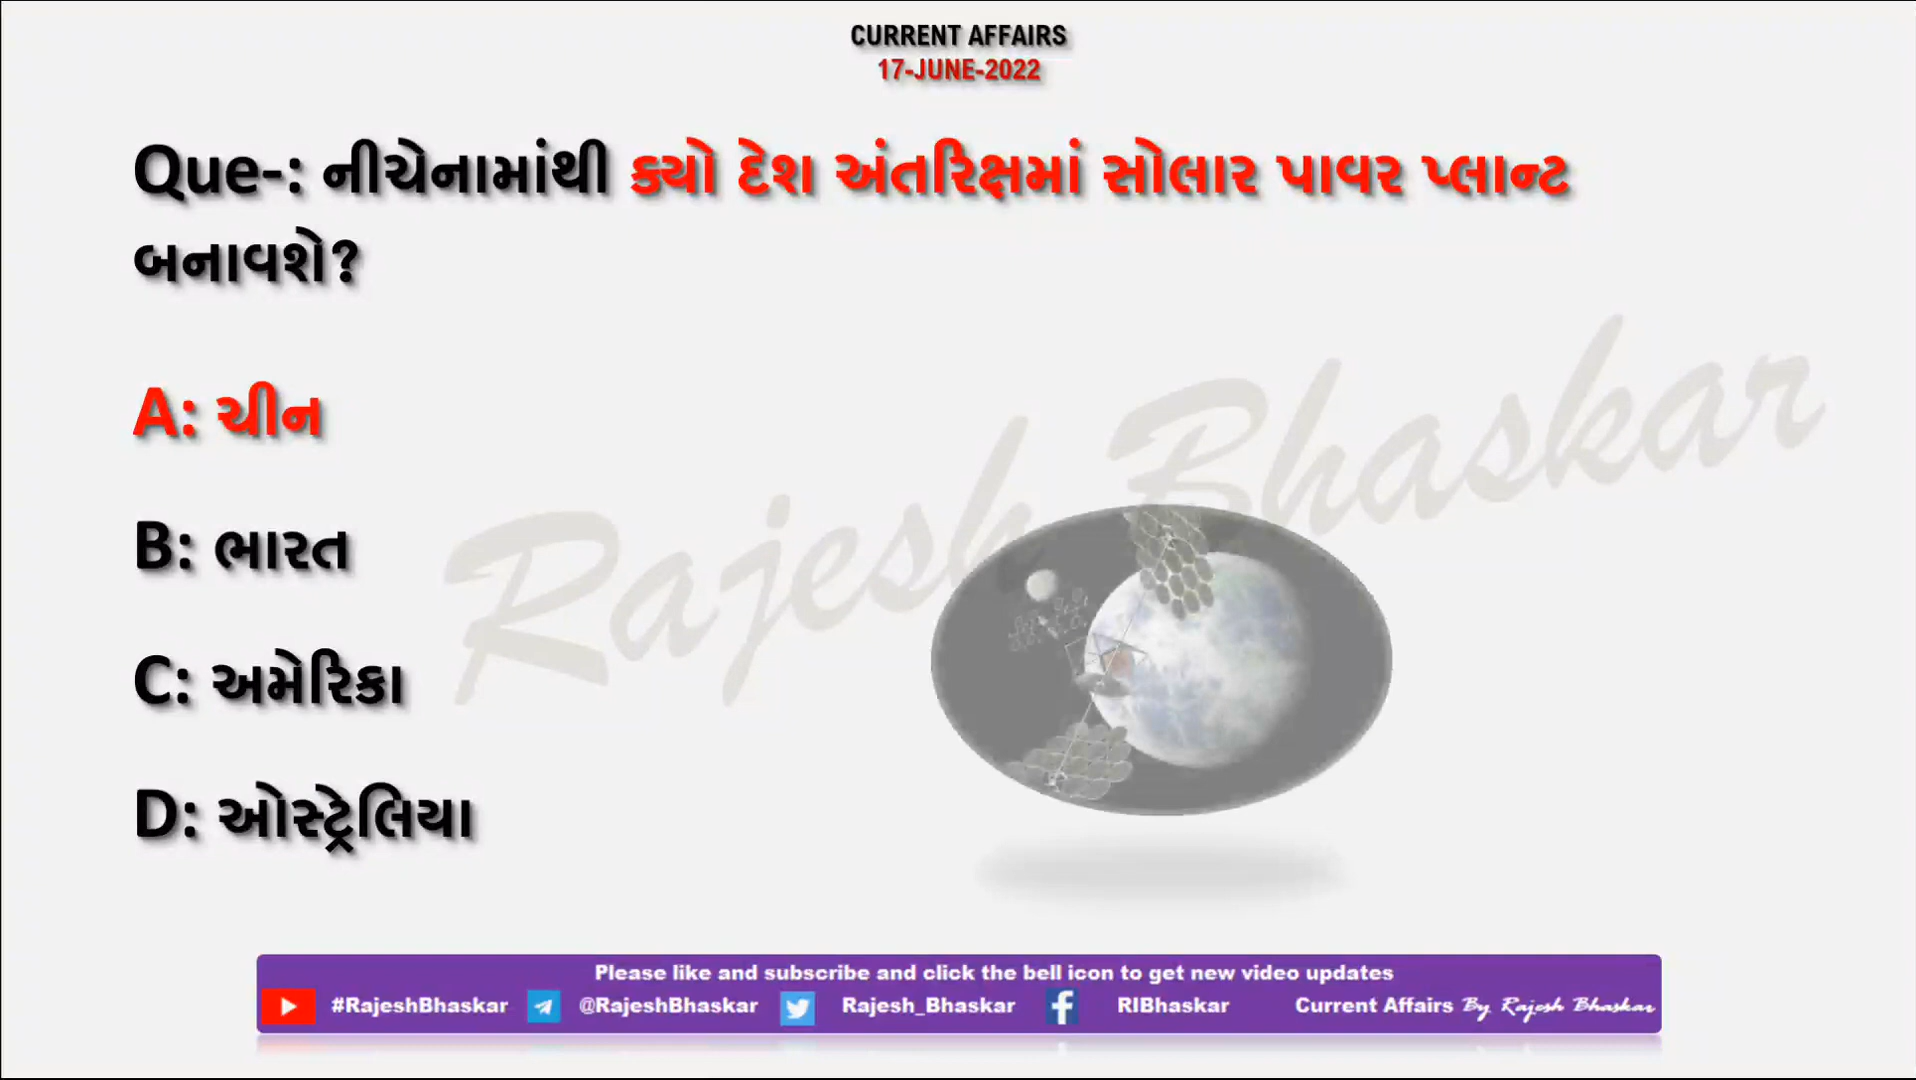 CURRENT AFFAIRS
17-JUNE-2022
Que-: નીચેનામાંથી ક્યો દેશ અંતરિક્ષમાં સોલાર પાવર પ્લાન્ટ
બનાવશે?
A: ચીન
B: ભારત
C: અમેરિકા
D: ઓસ્ટ્રેલિયા
Rajesh Bhaskar
Please like and subscribe and click the bell icon to get new video updates
#RajeshBhaskar @RajeshBhaskar Rajesh_Bhaskar RIBhaskar Current Affairs By Rajesh Bhaskar